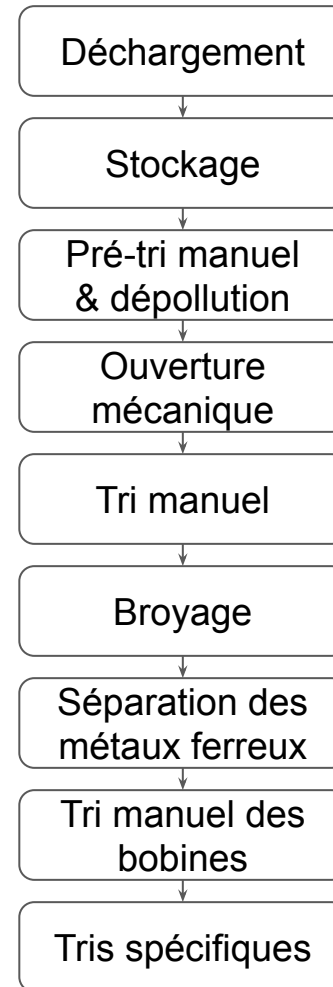 Déchargement
Stockage
Pré-tri manuel
& dépollution
Ouverture
mécanique
Tri manuel
Broyage
Séparation des
métaux ferreux
Tri manuel des
bobines
Tris spécifiques